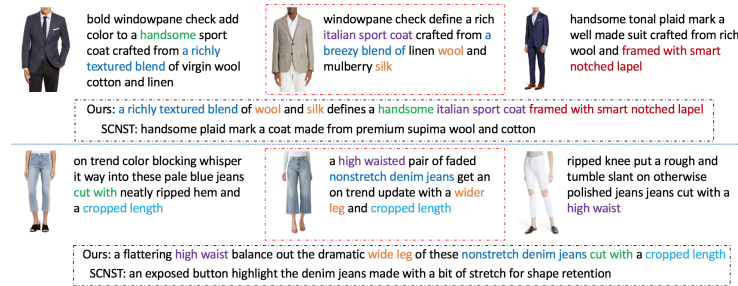 bold windowpane check add
color to a handsome sport
coat crafted from a richly
textured blend of virgin wool
cotton and linen
windowpane check define a rich
italian sport coat crafted from a
breezy blend of linen wool and
mulberry silk
handsome tonal plaid mark a
well made suit crafted from rich
wool and framed with smart
notched lapel
Ours: a richly textured blend of wool and silk defines a handsome italian sport coat framed with smart notched lapel
SCNST: handsome plaid mark a coat made from premium supima wool and cotton
on trend color blocking whisper
it way into these pale blue jeans
cut with neatly ripped hem and
a cropped length
a high waisted pair of faded
nonstretch denim jeans get an
on trend update with a wider
leg and cropped length
ripped knee put a rough and
tumble slant on otherwise
polished jeans jeans cut with a
high waist
Ours: a flattering high waist balance out the dramatic wide leg of these nonstretch denim jeans cut with a cropped length
SCNST: an exposed button highlight the denim jeans made with a bit of stretch for shape retention